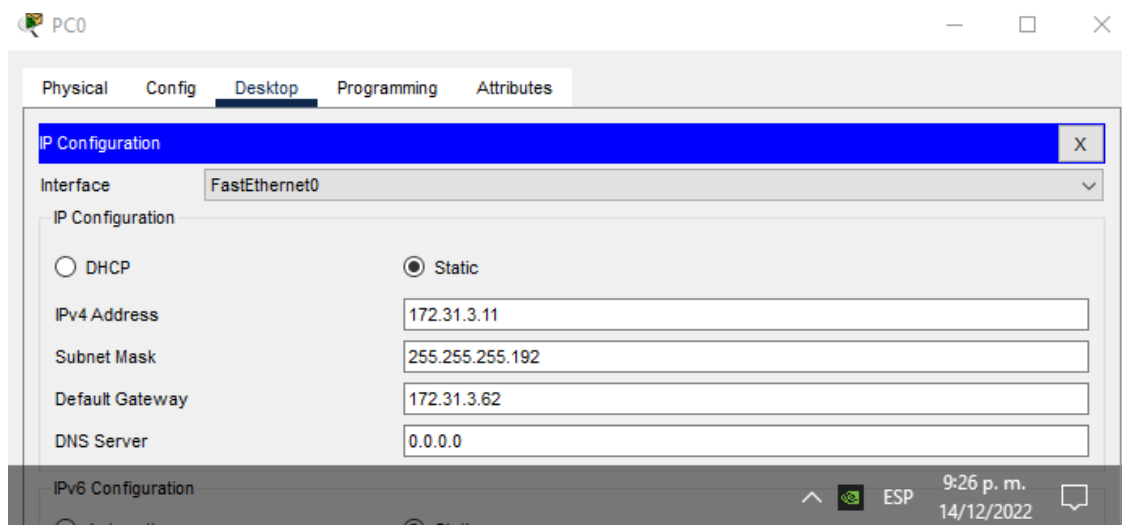 PC0
Physical Config Desktop Programming Attributes
IP Configuration X
Interface FastEthernet0
IP Configuration
DHCP Static
IPv4 Address 172.31.3.11
Subnet Mask 255.255.255.192
Default Gateway 172.31.3.62
DNS Server 0.0.0.0
IPv6 Configuration
ESP
9:26 p. m.
14/12/2022